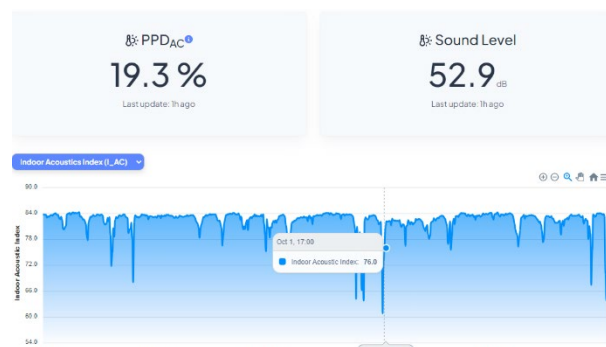 PPDAC
19.3 %
Last update: 1h ago
Sound Level
52.9 dB
Last update: 1h ago
Indoor Acoustics Index (I_AC)
90.0
84.0
78.0
72.0
66.0
60.0
54.0
Indoor Acoustic Index
Oct 1, 17:00
Indoor Acoustic Index: 76.0